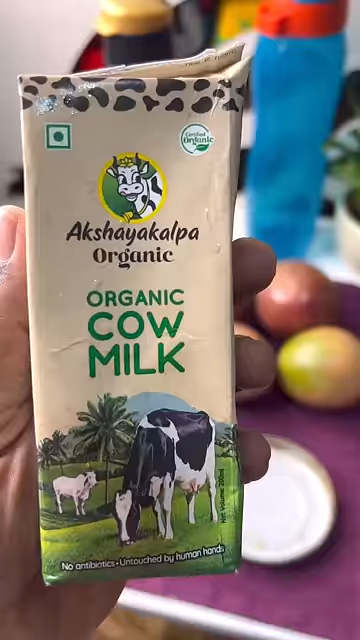 Certified
Organic
Akshayakalpa
Organic
ORGANIC
COW
MILK
No antibiotics • Untouched by human hands